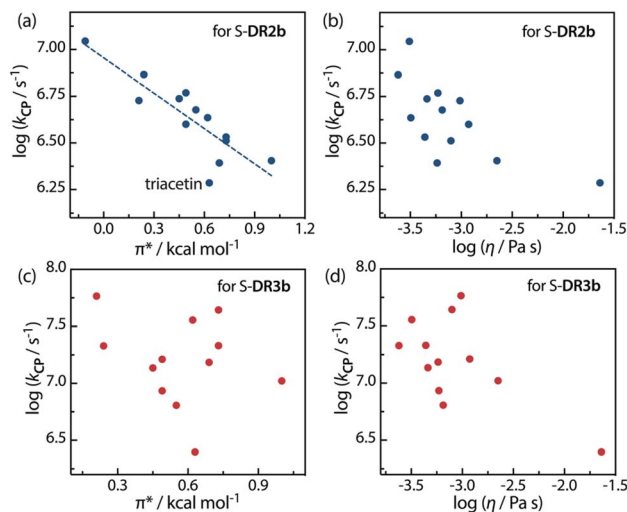 (a)
for S-DR2b
log (kCP / s⁻¹)
7.00
6.75
6.50
6.25
triacetin
0.0 0.3 0.6 0.9 1.2
π* / kcal mol⁻¹
(b)
for S-DR2b
log (kCP / s⁻¹)
7.00
6.75
6.50
6.25
-3.5 -3.0 -2.5 -2.0 -1.5
log (η / Pa s)
(c)
for S-DR3b
log (kCP / s⁻¹)
8.0
7.5
7.0
6.5
0.3 0.6 0.9
π* / kcal mol⁻¹
(d)
for S-DR3b
log (kCP / s⁻¹)
8.0
7.5
7.0
6.5
-3.5 -3.0 -2.5 -2.0 -1.5
log (η / Pa s)